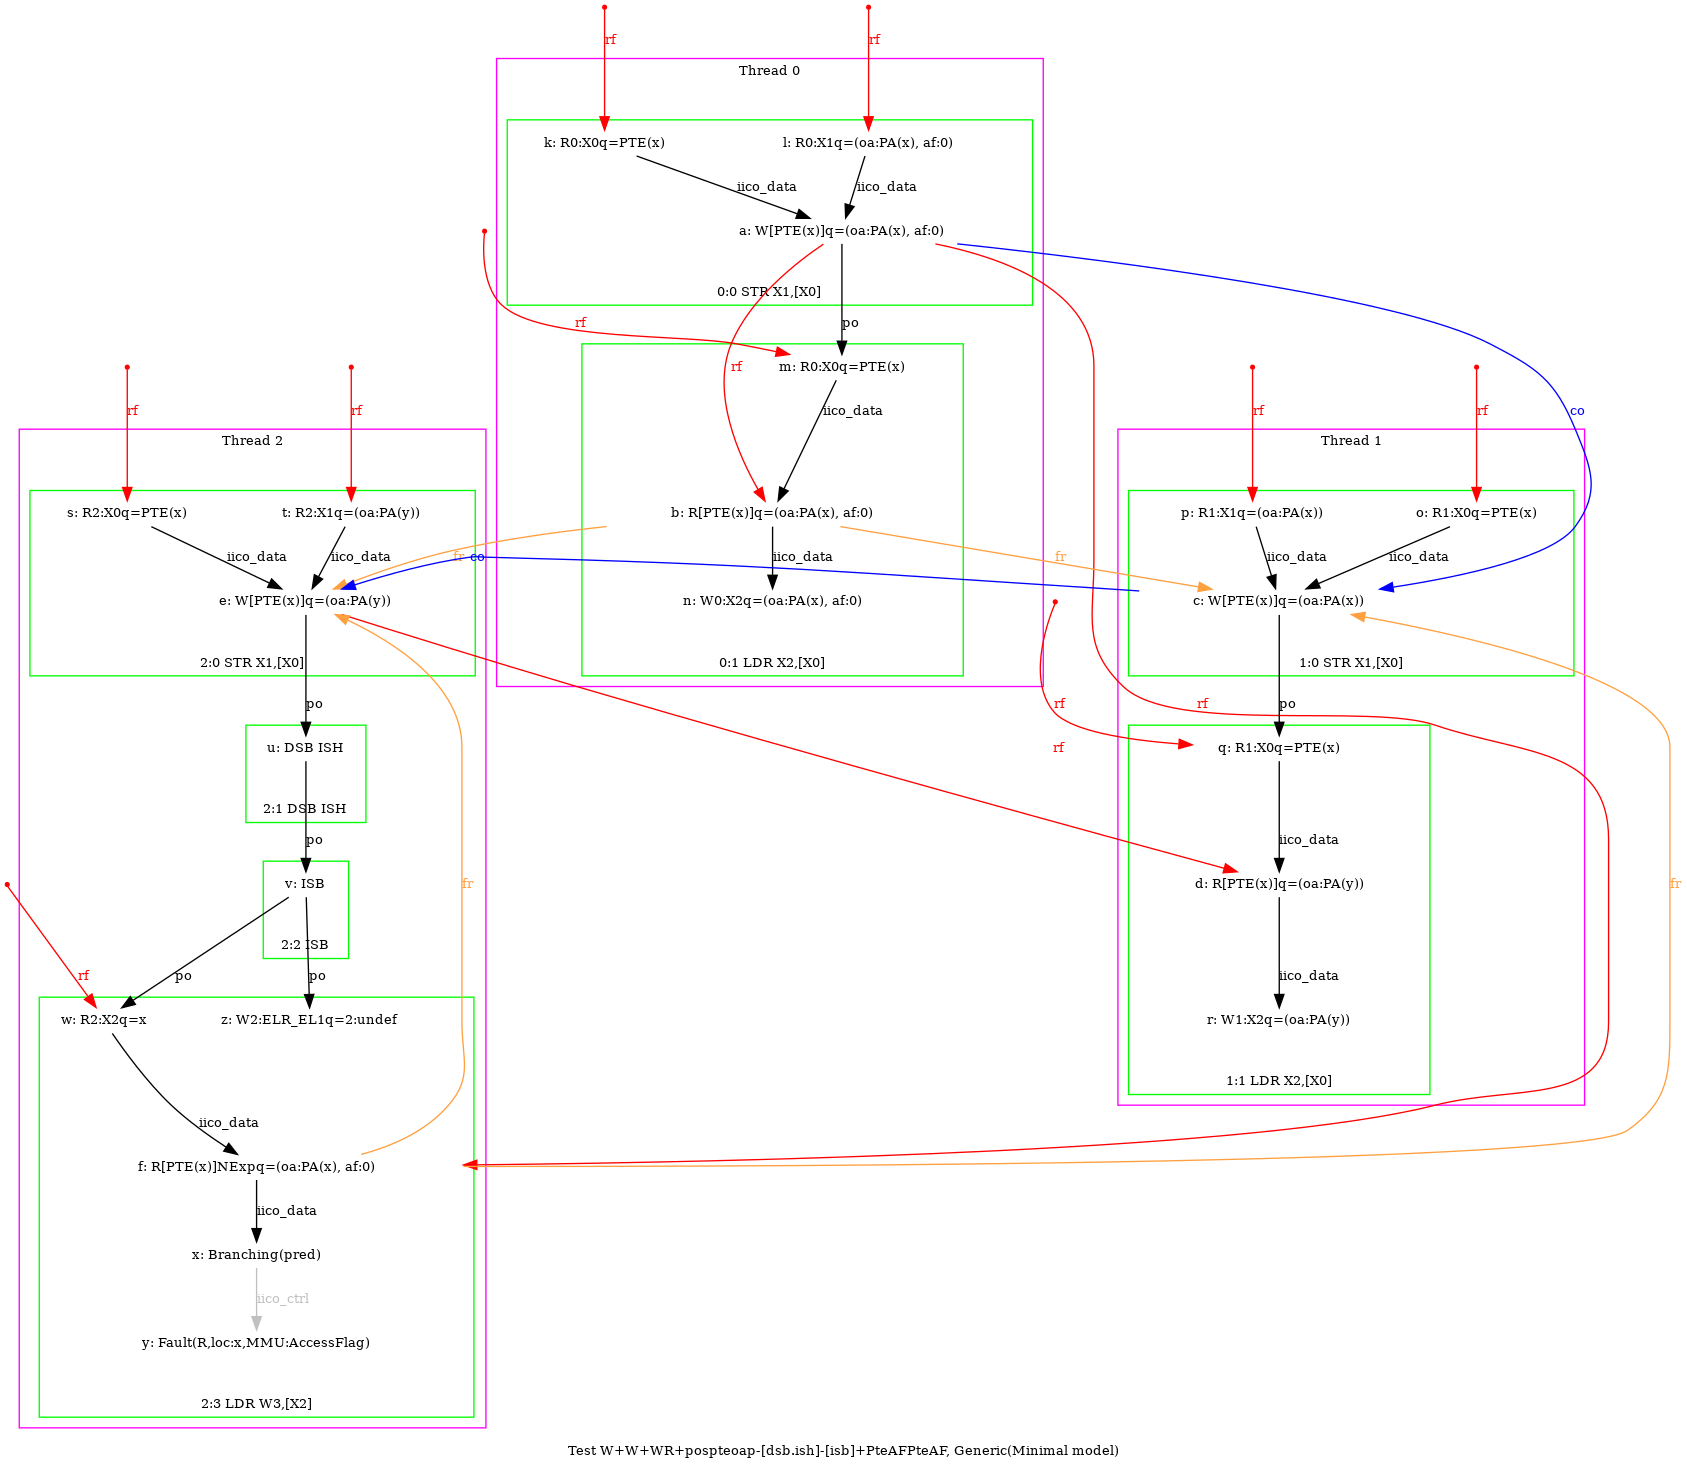 rf
rf
Thread 0
k: R0:X0q=PTE(x)
l: R0:X1q=(oa:PA(x), af:0)
iico_data
iico_data
a: W[PTE(x)]q=(oa:PA(x), af:0)
0:0 STR X1,[X0]
rf
po
rf
m: R0:X0q=PTE(x)
iico_data
b: R[PTE(x)]q=(oa:PA(x), af:0)
iico_data
n: W0:X2q=(oa:PA(x), af:0)
0:1 LDR X2,[X0]
rf
rf
Thread 2
s: R2:X0q=PTE(x)
t: R2:X1q=(oa:PA(y))
iico_data
iico_data
fr
co
e: W[PTE(x)]q=(oa:PA(y))
2:0 STR X1,[X0]
po
u: DSB ISH
2:1 DSB ISH
po
v: ISB
2:2 ISB
fr
rf
po
po
w: R2:X2q=x
z: W2:ELR_EL1q=2:undef
iico_data
f: R[PTE(x)]NExpq=(oa:PA(x), af:0)
iico_data
x: Branching(pred)
iico_ctrl
y: Fault(R,loc:x,MMU:AccessFlag)
2:3 LDR W3,[X2]
rf
rf
co
Thread 1
p: R1:X1q=(oa:PA(x))
o: R1:X0q=PTE(x)
fr
iico_data
iico_data
c: W[PTE(x)]q=(oa:PA(x))
1:0 STR X1,[X0]
rf
rf
po
rf
q: R1:X0q=PTE(x)
iico_data
d: R[PTE(x)]q=(oa:PA(y))
fr
iico_data
r: W1:X2q=(oa:PA(y))
1:1 LDR X2,[X0]
Test W+W+WR+pospteoap-[dsb.ish]-[isb]+PteAFPteAF, Generic(Minimal model)